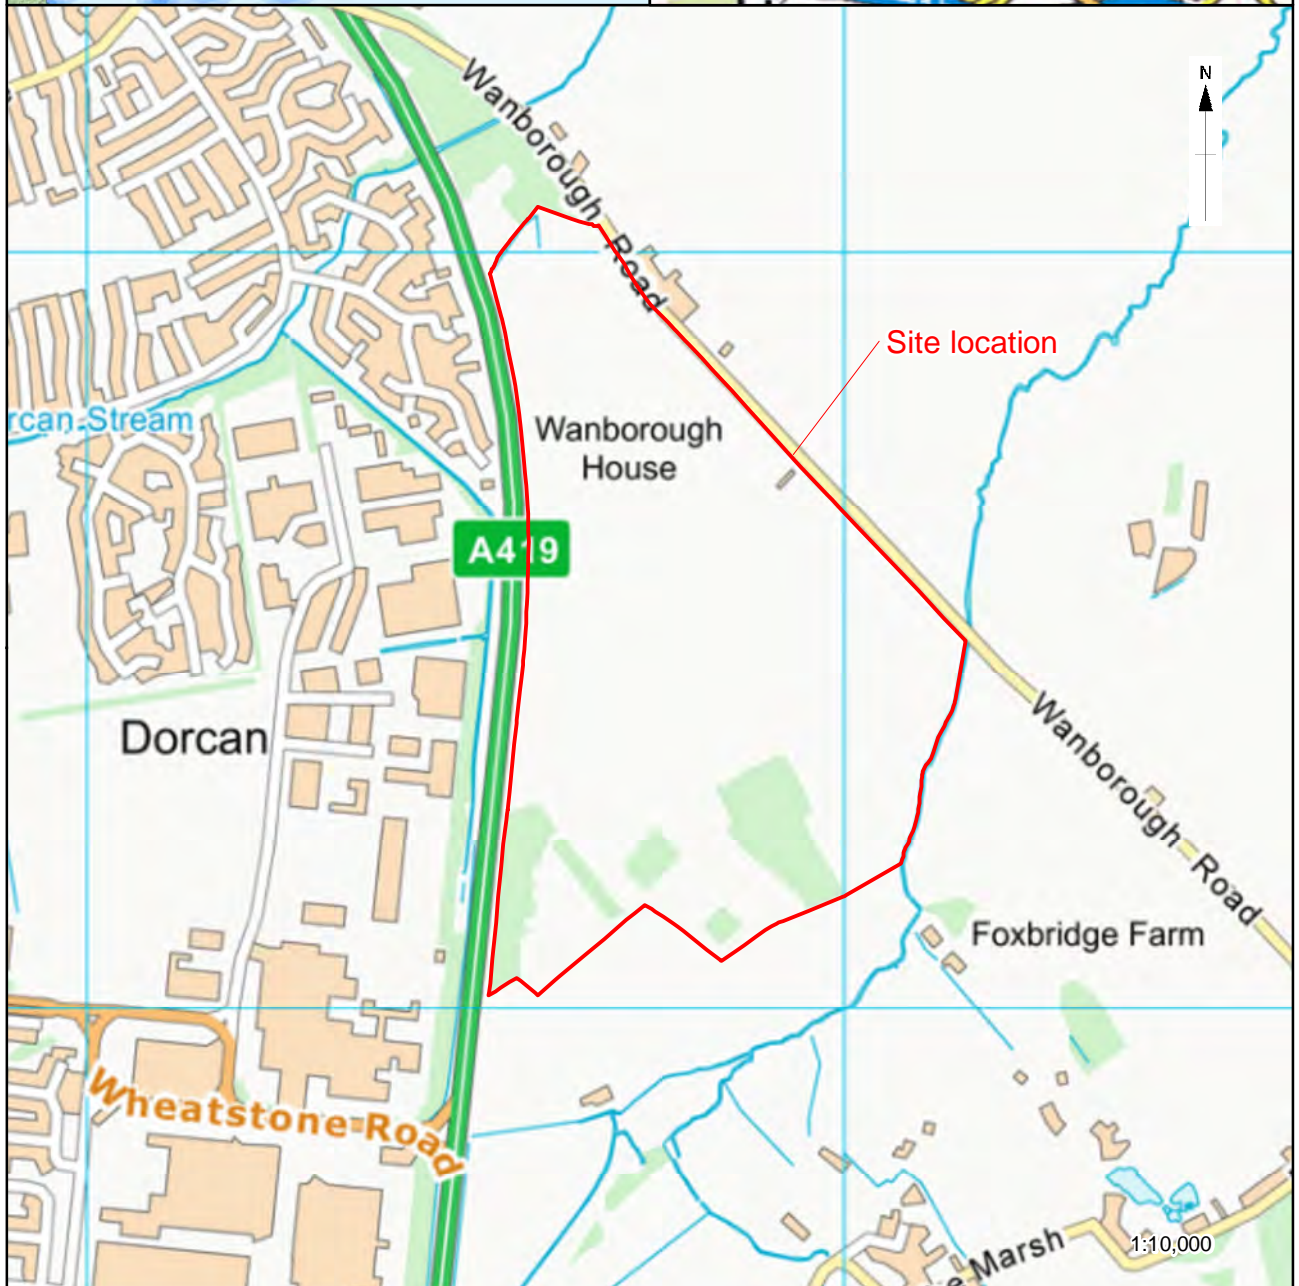 N
Wanborough Road
Site location
rcan Stream
Wanborough
House
A419
Dorcan
Wanborough Road
Foxbridge Farm
Wheatstone Road
Marsh
1:10,000